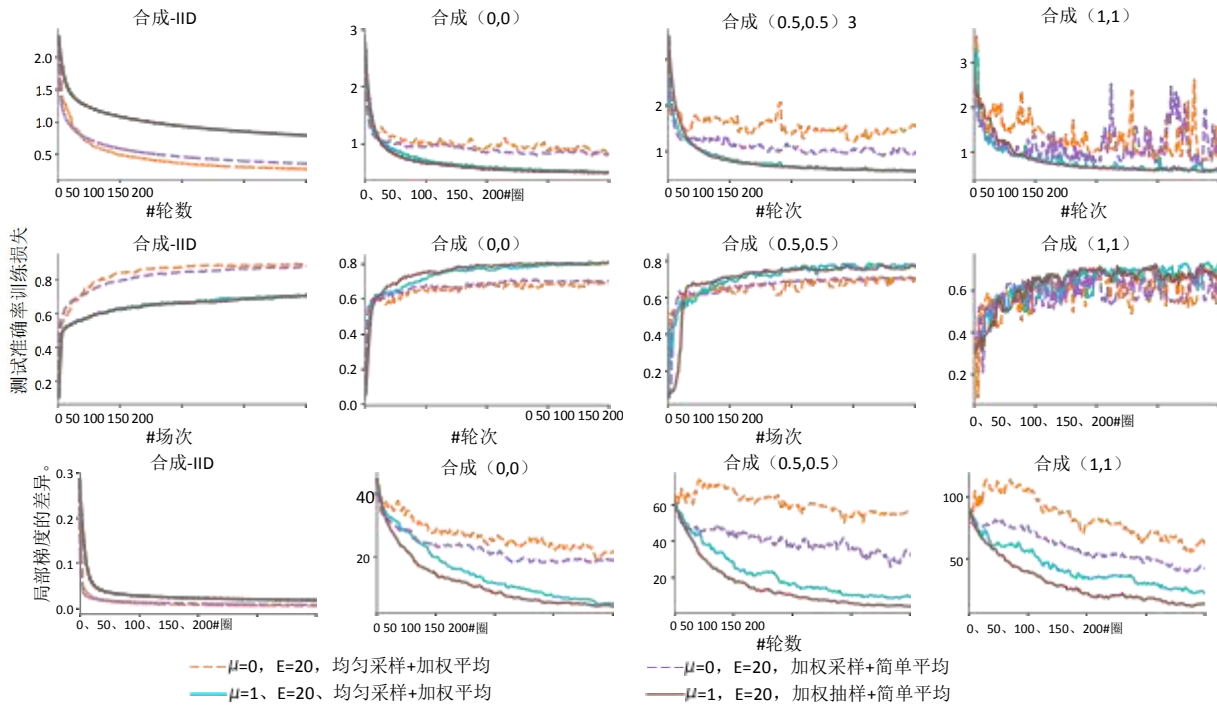 合成-IID
合成（0,0）
合成（0.5,0.5）3
合成（1,1）
2.0
1.5
1.0
0.5
3
2
1
2
1
3
2
1
0 50 100 150 200
0、50、100、150、200#圈
0 50 100 150 200
0 50 100 150 200
#轮数
#轮次
#轮次
测试准确率训练损失
合成-IID
合成（0,0）
合成（0.5,0.5）
合成（1,1）
0.8
0.6
0.4
0.2
0.8
0.6
0.4
0.2
0.0
0.8
0.6
0.4
0.2
0.6
0.4
0.2
0 50 100 150 200
0 50 100 150 200
0 50 100 150 200
0、50、100、150、200#圈
#场次
#轮次
#场次
局部梯度的差异。
合成-IID
合成（0,0）
合成（0.5,0.5）
合成（1,1）
0.3
0.2
0.1
0.0
40
20
60
40
20
100
50
0、50、100、150、200#圈
0 50 100 150 200#圈
0 50 100 150 200
0、50、100、150、200#圈
#轮数
μ=0，E=20，均匀采样+加权平均
μ=0，E=20，加权采样+简单平均
μ=1、E=20、均匀采样+加权平均
μ=1，E=20，加权抽样+简单平均